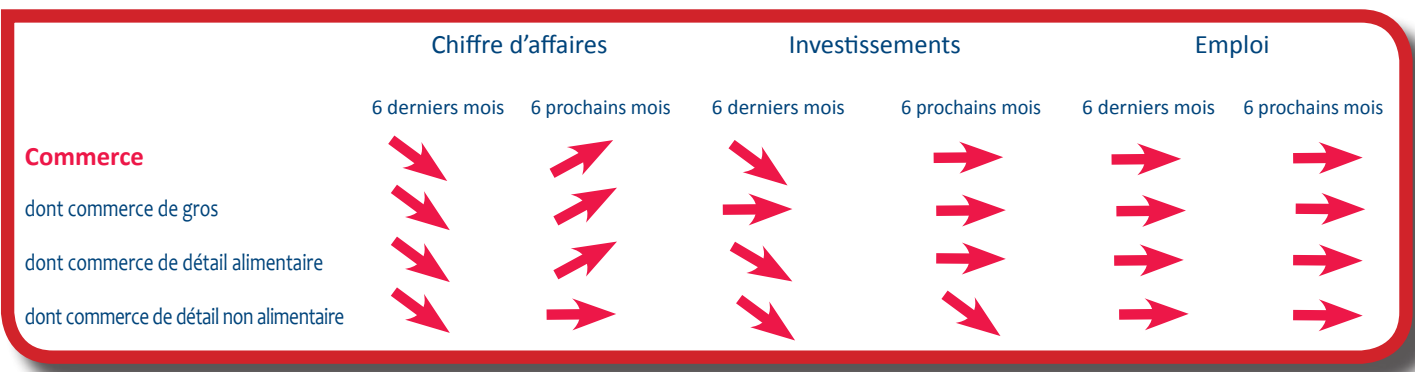 Chiffre d’affaires Investissements Emploi
6 derniers mois 6 prochains mois 6 derniers mois 6 prochains mois 6 derniers mois 6 prochains mois
Commerce
dont commerce de gros
dont commerce de détail alimentaire
dont commerce de détail non alimentaire